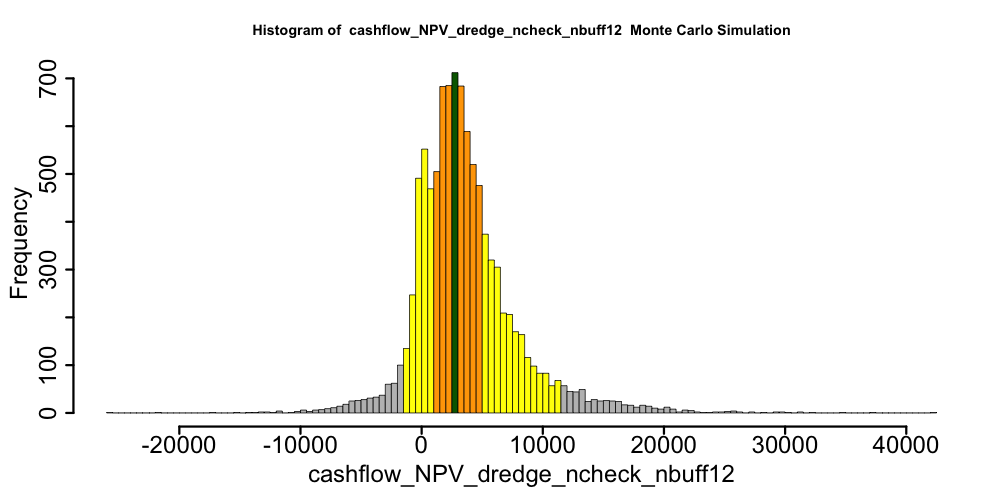 Histogram of  cashflow_NPV_dredge_ncheck_nbuff12  Monte Carlo Simulation
Frequency
700
500
300
100
0
-20000 -10000 0 10000 20000 30000 40000
cashflow_NPV_dredge_ncheck_nbuff12